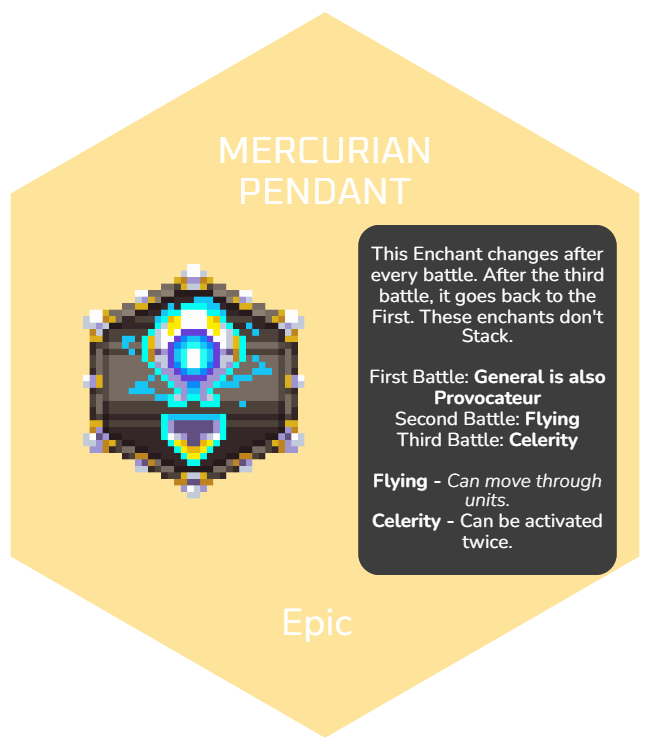 MERCURIAN
PENDANT
This Enchant changes after
every battle. After the third
battle, it goes back to the
First. These enchants don't
Stack.
First Battle: General is also
Provocateur
Second Battle: Flying
Third Battle: Celerity
Flying - Can move through
units.
Celerity - Can be activated
twice.
Epic